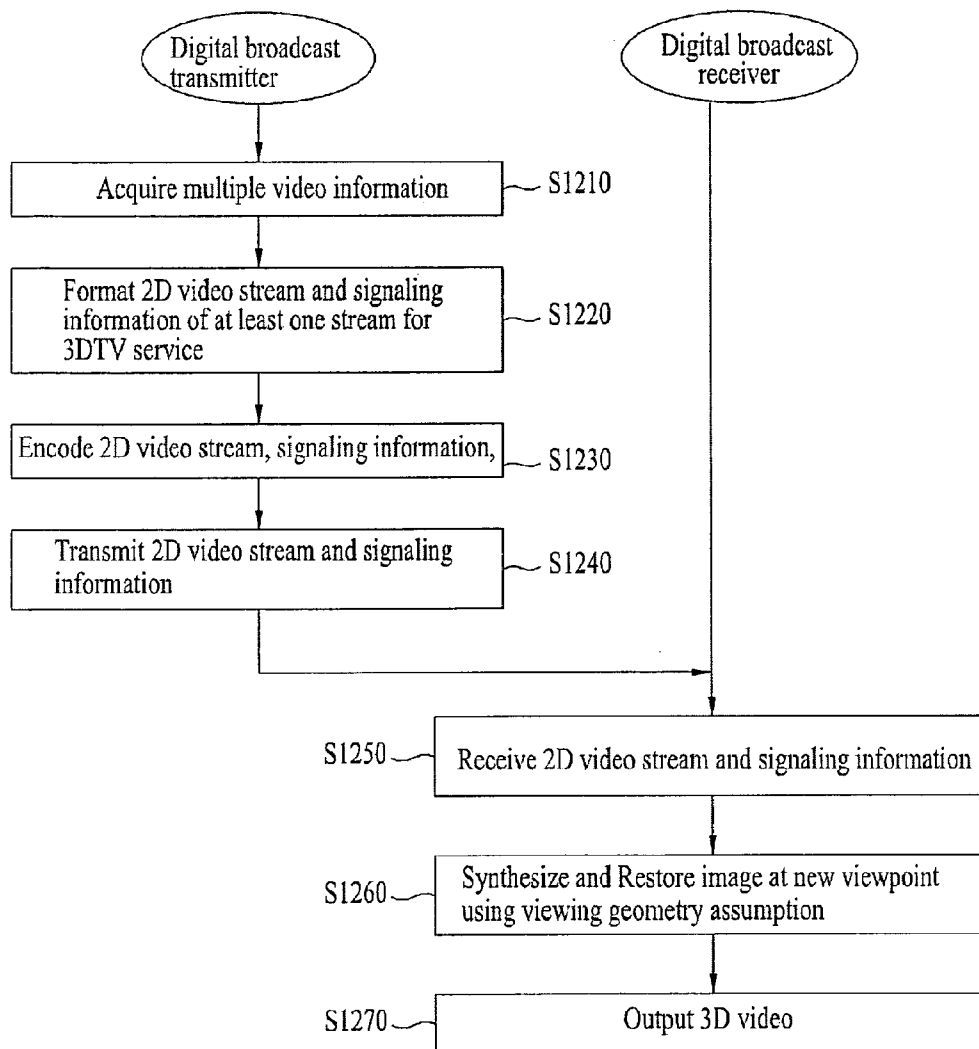 Digital broadcast
transmitter
Digital broadcast
receiver
Acquire multiple video information
S1210
Format 2D video stream and signaling
information of at least one stream for
3DTV service
S1220
Encode 2D video stream, signaling information,
S1230
Transmit 2D video stream and signaling
information
S1240
S1250
Receive 2D video stream and signaling information
S1260
Synthesize and Restore image at new viewpoint
using viewing geometry assumption
S1270
Output 3D video